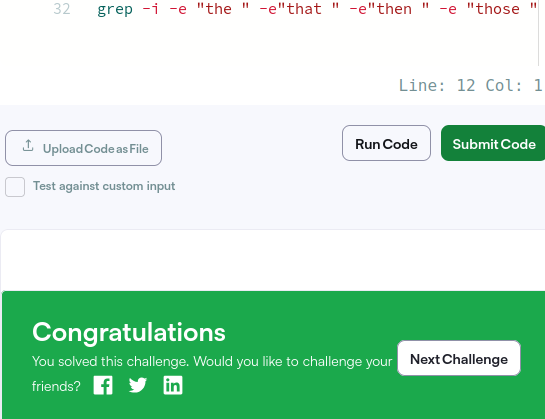 32 grep -i -e "the " -e"that " -e"then " -e "those "
Line: 12 Col: 1
Upload Code as File
Run Code
Submit Code
Test against custom input
Congratulations
You solved this challenge. Would you like to challenge your
friends?
Next Challenge